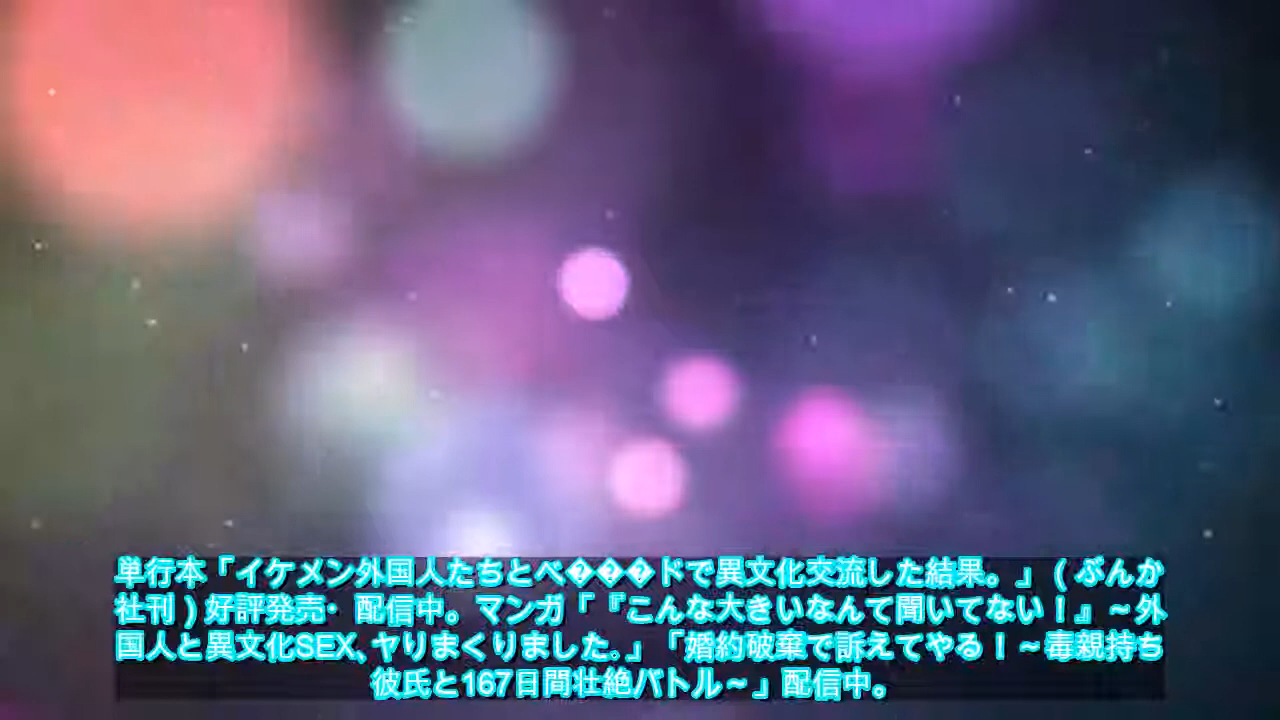 単行本「イケメン外国人たちとベ���ドで異文化交流した結果。」(ぶんか
社刊)好評発売・配信中。マンガ「『こんな大きいなんて聞いてない！』～外
国人と異文化SEX､ヤりまくりました｡」「婚約破棄で訴えてやる！～毒親持ち
彼氏と167日間壮絶バトル～」配信中。